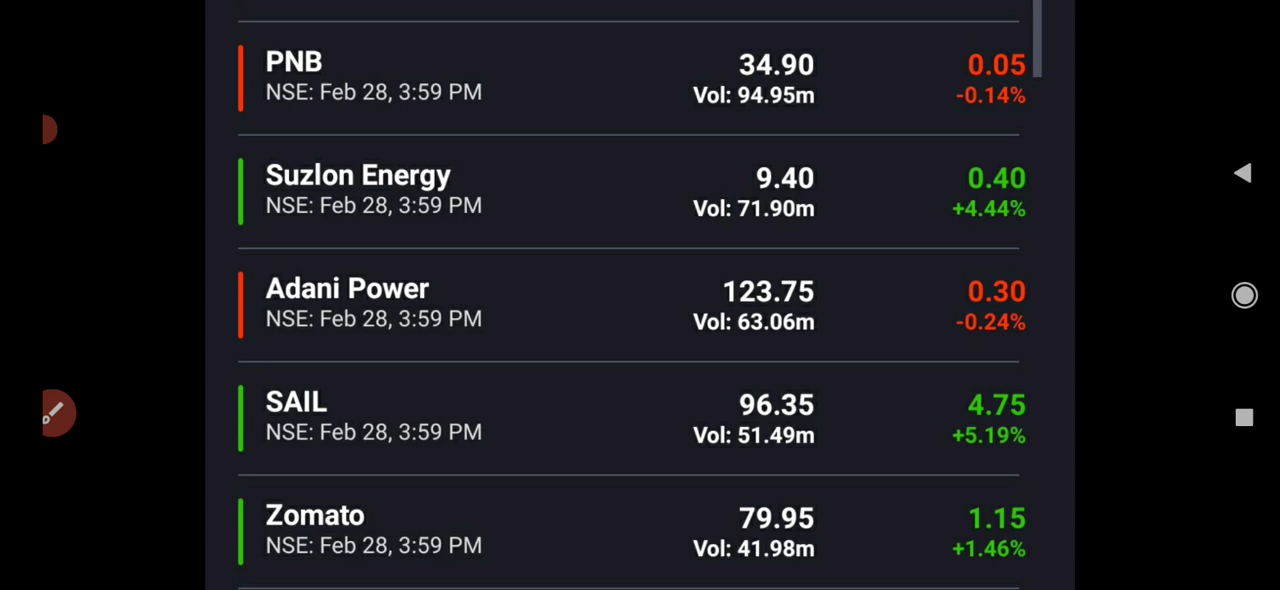 PNB 34.90 0.05
NSE: Feb 28, 3:59 PM Vol: 94.95m -0.14%
Suzlon Energy 9.40 0.40
NSE: Feb 28, 3:59 PM Vol: 71.90m +4.44%
Adani Power 123.75 0.30
NSE: Feb 28, 3:59 PM Vol: 63.06m -0.24%
SAIL 96.35 4.75
NSE: Feb 28, 3:59 PM Vol: 51.49m +5.19%
Zomato 79.95 1.15
NSE: Feb 28, 3:59 PM Vol: 41.98m +1.46%